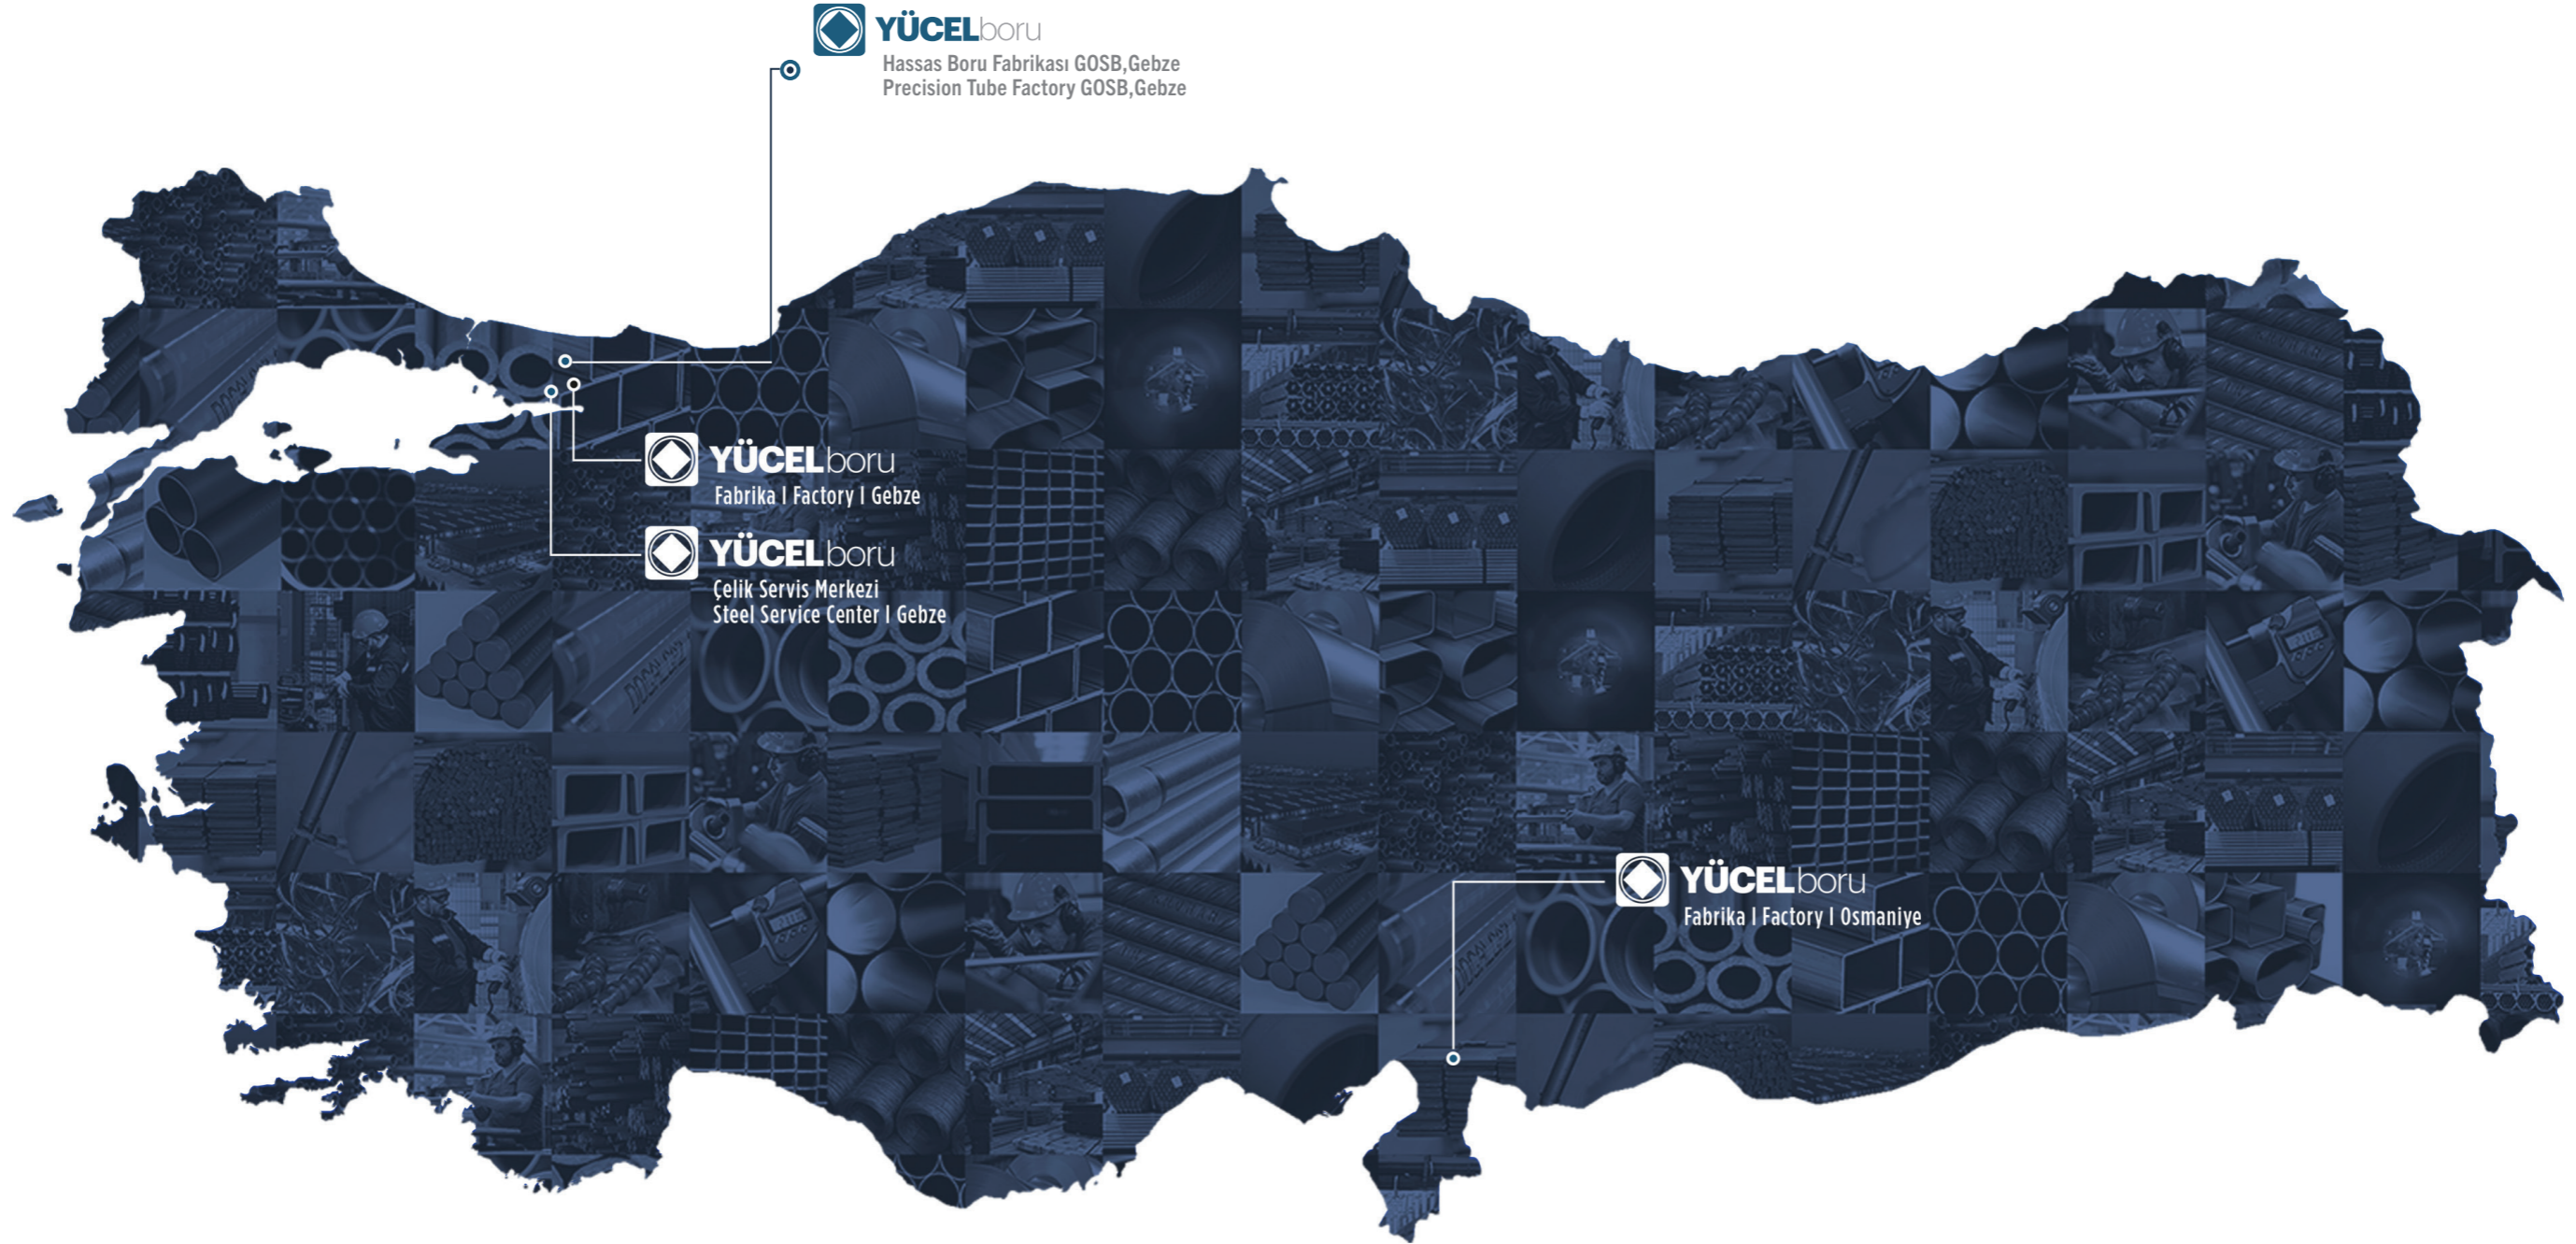 YÜCELboru
Hassas Boru Fabrikası GOSB,Gebze
Precision Tube Factory GOSB,Gebze
YÜCELboru
Fabrika | Factory | Gebze
YÜCELboru
Çelik Servis Merkezi
Steel Service Center | Gebze
YÜCELboru
Fabrika | Factory | Osmaniye